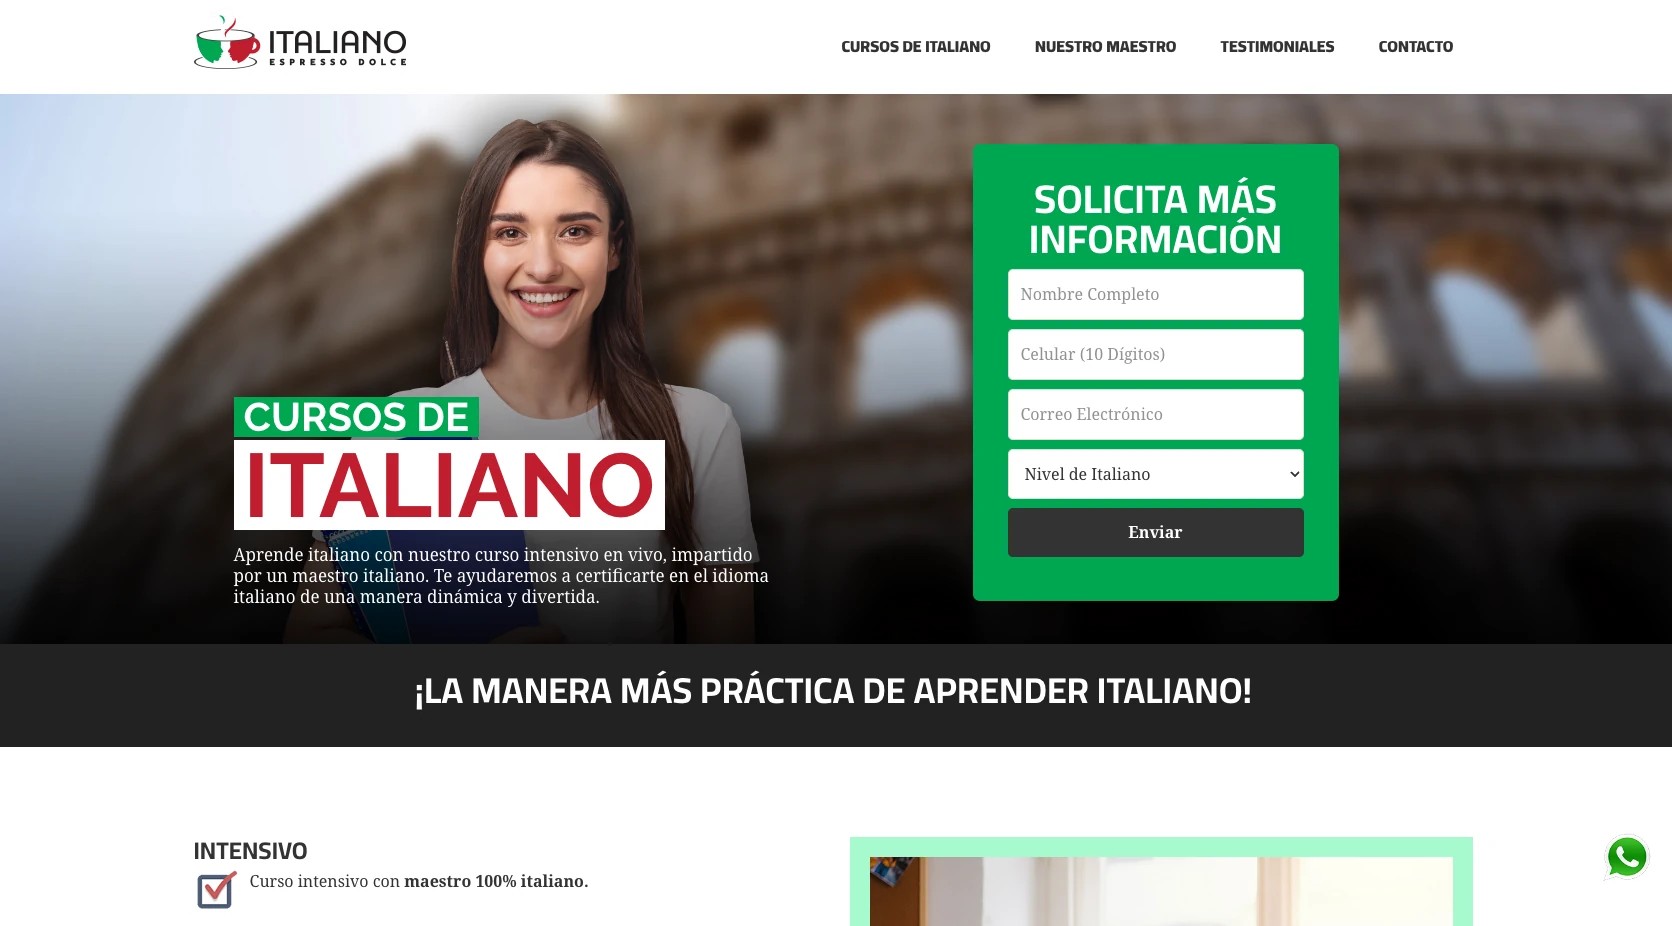 ITALIANO
ESPRESSO DOLCE
CURSOS DE ITALIANO
NUESTRO MAESTRO
TESTIMONIALES
CONTACTO
CURSOS DE
ITALIANO
Aprende italiano con nuestro curso intensivo en vivo, impartido
por un maestro italiano. Te ayudaremos a certificarte en el idioma
italiano de una manera dinámica y divertida.
SOLICITA MÁS
INFORMACIÓN
Nombre Completo
Celular (10 Dígitos)
Correo Electrónico
Nivel de Italiano
Enviar
¡LA MANERA MÁS PRÁCTICA DE APRENDER ITALIANO!
INTENSIVO
Curso intensivo con maestro 100% italiano.